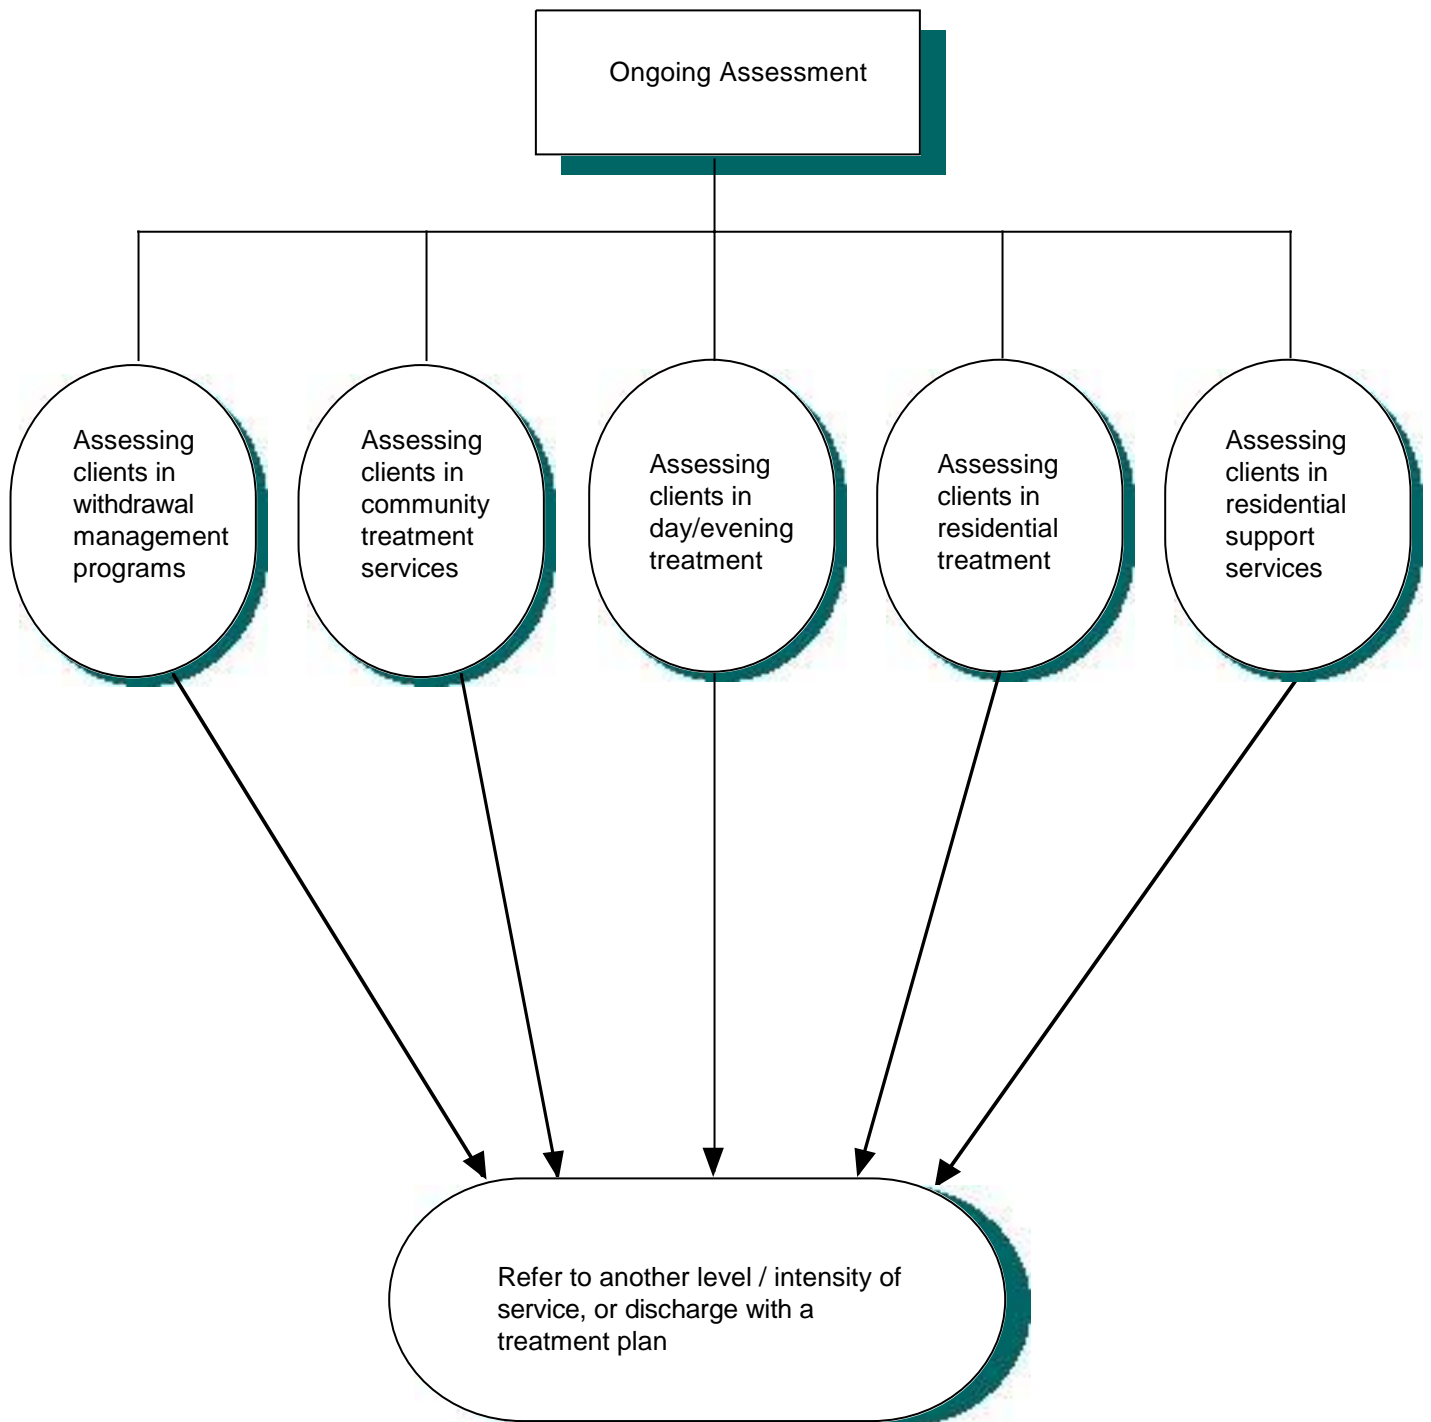 Ongoing Assessment
Assessing
clients in
withdrawal
management
programs
Assessing
clients in
community
treatment
services
Assessing
clients in
day/evening
treatment
Assessing
clients in
residential
treatment
Assessing
clients in
residential
support
services
Refer to another level / intensity of
service, or discharge with a
treatment plan